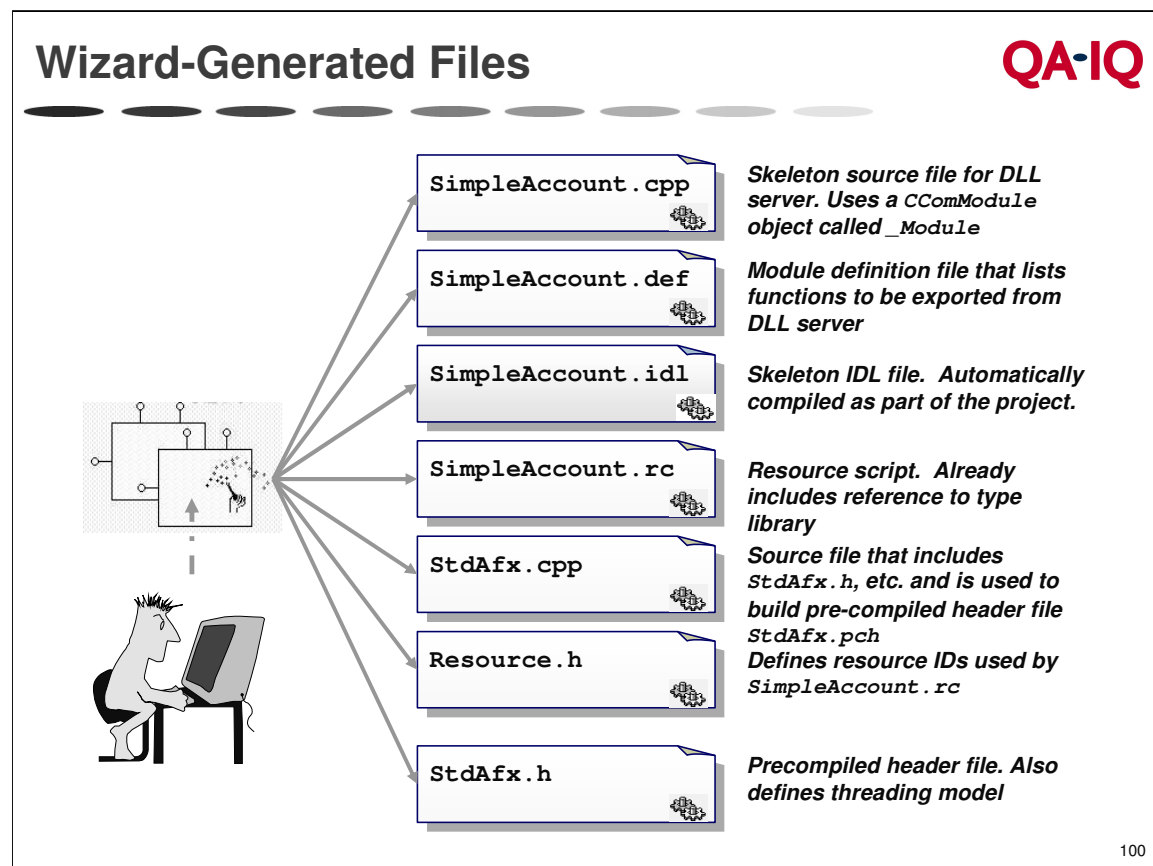 Wizard-Generated Files
QA-IQ
SimpleAccount.cpp
Skeleton source file for DLL
server. Uses a CComModule
object called _Module
SimpleAccount.def
Module definition file that lists
functions to be exported from
DLL server
SimpleAccount.idl
Skeleton IDL file. Automatically
compiled as part of the project.
SimpleAccount.rc
Resource script. Already
includes reference to type
library
StdAfx.cpp
Source file that includes
StdAfx.h, etc. and is used to
build pre-compiled header file
StdAfx.pch
Resource.h
Defines resource IDs used by
SimpleAccount.rc
StdAfx.h
Precompiled header file. Also
defines threading model
100